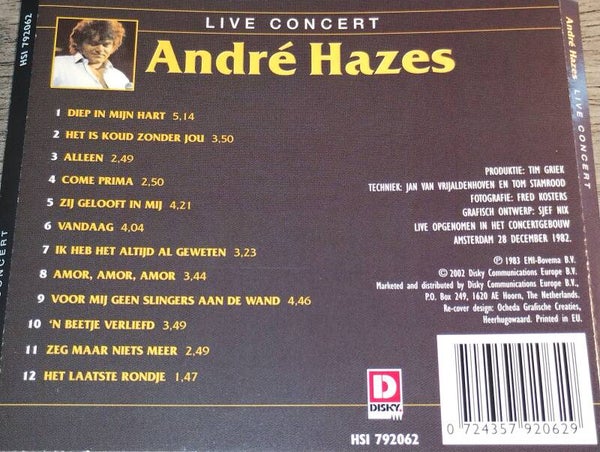 HSI 792062
LIVE CONCERT
André Hazes
1 DIEP IN MIJN HART 5,14
2 HET IS KOUD ZONDER JOU 3,50
3 ALLEEN 2,49
4 COME PRIMA 2,50
5 ZIJ GELOOFT IN MIJ 4,21
6 VANDAAG 4,04
7 IK HEB HET ALTIJD AL GEWETEN 3,23
8 AMOR, AMOR, AMOR 3,44
9 VOOR MIJ GEEN SLINGERS AAN DE WAND 4,46
10 'N BEETJE VERLIEFD 3,49
11 ZEG MAAR NIETS MEER 2,49
12 HET LAATSTE RONDJE 1,47
PRODUKTIE: TIM GRIEK
TECHNIEK: JAN VAN VRIJALDENHOVEN EN TOM STAMROOD
FOTOGRAFIE: FRED KOSTERS
GRAFISCH ONTWERP: SJEF NIX
LIVE OPGENOMEN IN HET CONCERTGEBOUW
AMSTERDAM 28 DECEMBER 1982.
℗ 1983 EMI-Bovema B.V.
© 2002 Disky Communications Europe B.V.
Marketed and distributed by Disky Communications Europe B.V.,
P.O. Box 249, 1620 AE Hoorn, The Netherlands.
Re-cover design: Ocheda Grafische Creaties,
Heerhugowaard. Printed in EU.
D
DISKY.
HSI 792062
0 724357 920629
André Hazes LIVE CONCERT
CONCERT